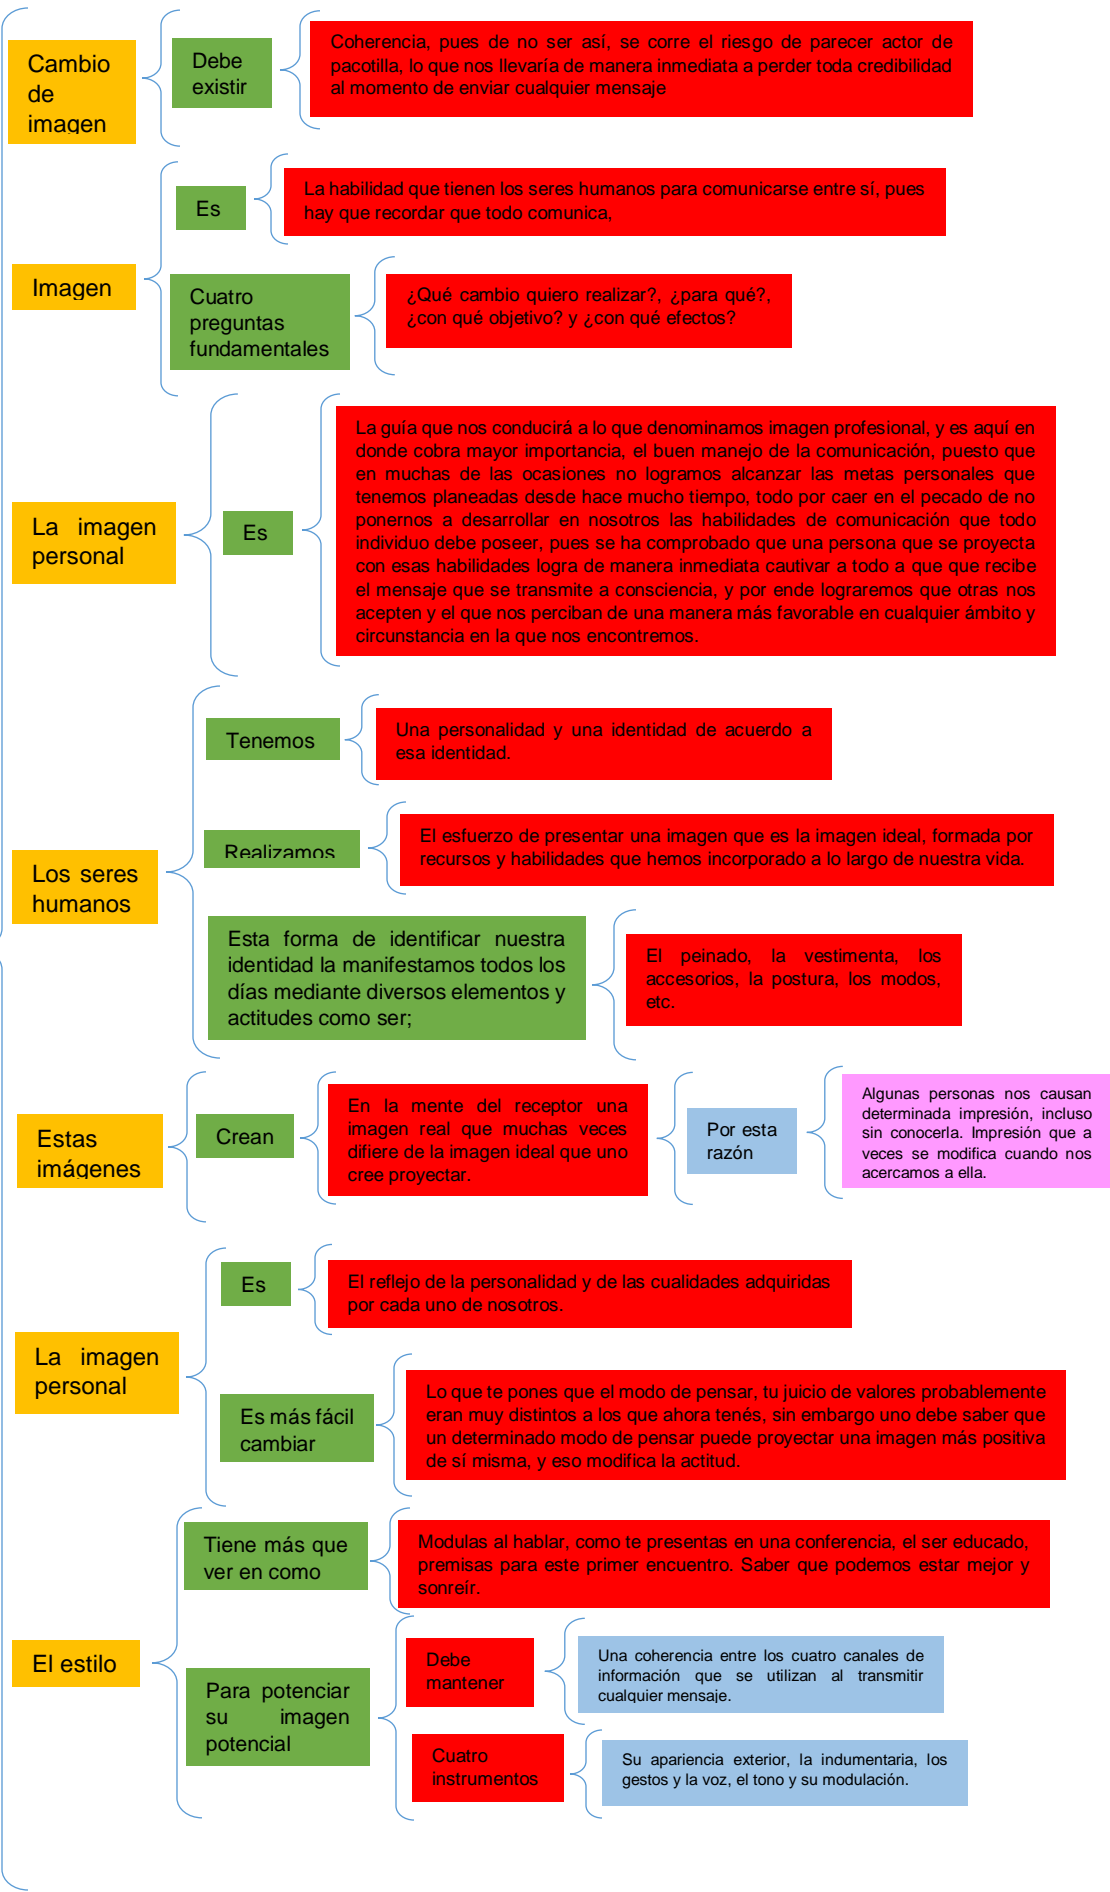 Cambio
de
imagen
Debe
existir
Coherencia, pues de no ser así, se corre el riesgo de parecer actor de
pacotilla, lo que nos llevaría de manera inmediata a perder toda credibilidad
al momento de enviar cualquier mensaje
Imagen
Es
La habilidad que tienen los seres humanos para comunicarse entre sí, pues
hay que recordar que todo comunica,
Cuatro
preguntas
fundamentales
¿Qué cambio quiero realizar?, ¿para qué?,
¿con qué objetivo? y ¿con qué efectos?
La imagen
personal
Es
La guía que nos conducirá a lo que denominamos imagen profesional, y es aquí en
donde cobra mayor importancia, el buen manejo de la comunicación, puesto que
en muchas de las ocasiones no logramos alcanzar las metas personales que
tenemos planeadas desde hace mucho tiempo, todo por caer en el pecado de no
ponernos a desarrollar en nosotros las habilidades de comunicación que todo
individuo debe poseer, pues se ha comprobado que una persona que se proyecta
con esas habilidades logra de manera inmediata cautivar a todo a que que recibe
el mensaje que se transmite a consciencia, y por ende lograremos que otras nos
acepten y el que nos perciban de una manera más favorable en cualquier ámbito y
circunstancia en la que nos encontremos.
Los seres
humanos
Tenemos
Una personalidad y una identidad de acuerdo a
esa identidad.
Realizamos
El esfuerzo de presentar una imagen que es la imagen ideal, formada por
recursos y habilidades que hemos incorporado a lo largo de nuestra vida.
Esta forma de identificar nuestra
identidad la manifestamos todos los
días mediante diversos elementos y
actitudes como ser;
El peinado, la vestimenta, los
accesorios, la postura, los modos,
etc.
Estas
imágenes
Crean
En la mente del receptor una
imagen real que muchas veces
difiere de la imagen ideal que uno
cree proyectar.
Por esta
razón
Algunas personas nos causan
determinada impresión, incluso
sin conocerla. Impresión que a
veces se modifica cuando nos
acercamos a ella.
La imagen
personal
Es
El reflejo de la personalidad y de las cualidades adquiridas
por cada uno de nosotros.
Es más fácil
cambiar
Lo que te pones que el modo de pensar, tu juicio de valores probablemente
eran muy distintos a los que ahora tenés, sin embargo uno debe saber que
un determinado modo de pensar puede proyectar una imagen más positiva
de sí misma, y eso modifica la actitud.
El estilo
Tiene más que
ver en como
Modulas al hablar, como te presentas en una conferencia, el ser educado,
premisas para este primer encuentro. Saber que podemos estar mejor y
sonreír.
Para potenciar
su imagen
potencial
Debe
mantener
Una coherencia entre los cuatro canales de
información que se utilizan al transmitir
cualquier mensaje.
Cuatro
instrumentos
Su apariencia exterior, la indumentaria, los
gestos y la voz, el tono y su modulación.